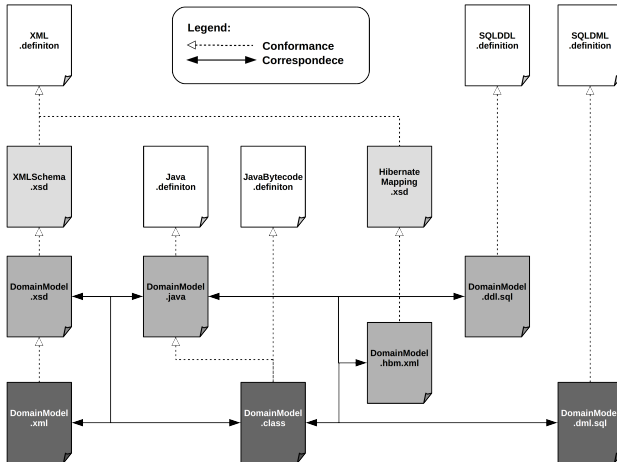 XML
.definiton
Legend:
Conformance
Correspondece
SQLDDL
.definition
SQLDML
.definition
XMLSchema
.xsd
Java
.definiton
JavaBytecode
.definiton
Hibernate
Mapping
.xsd
DomainModel
.xsd
DomainModel
.java
DomainModel
.ddl.sql
DomainModel
.hbm.xml
DomainModel
.xml
DomainModel
.class
DomainMode
.dml.sql